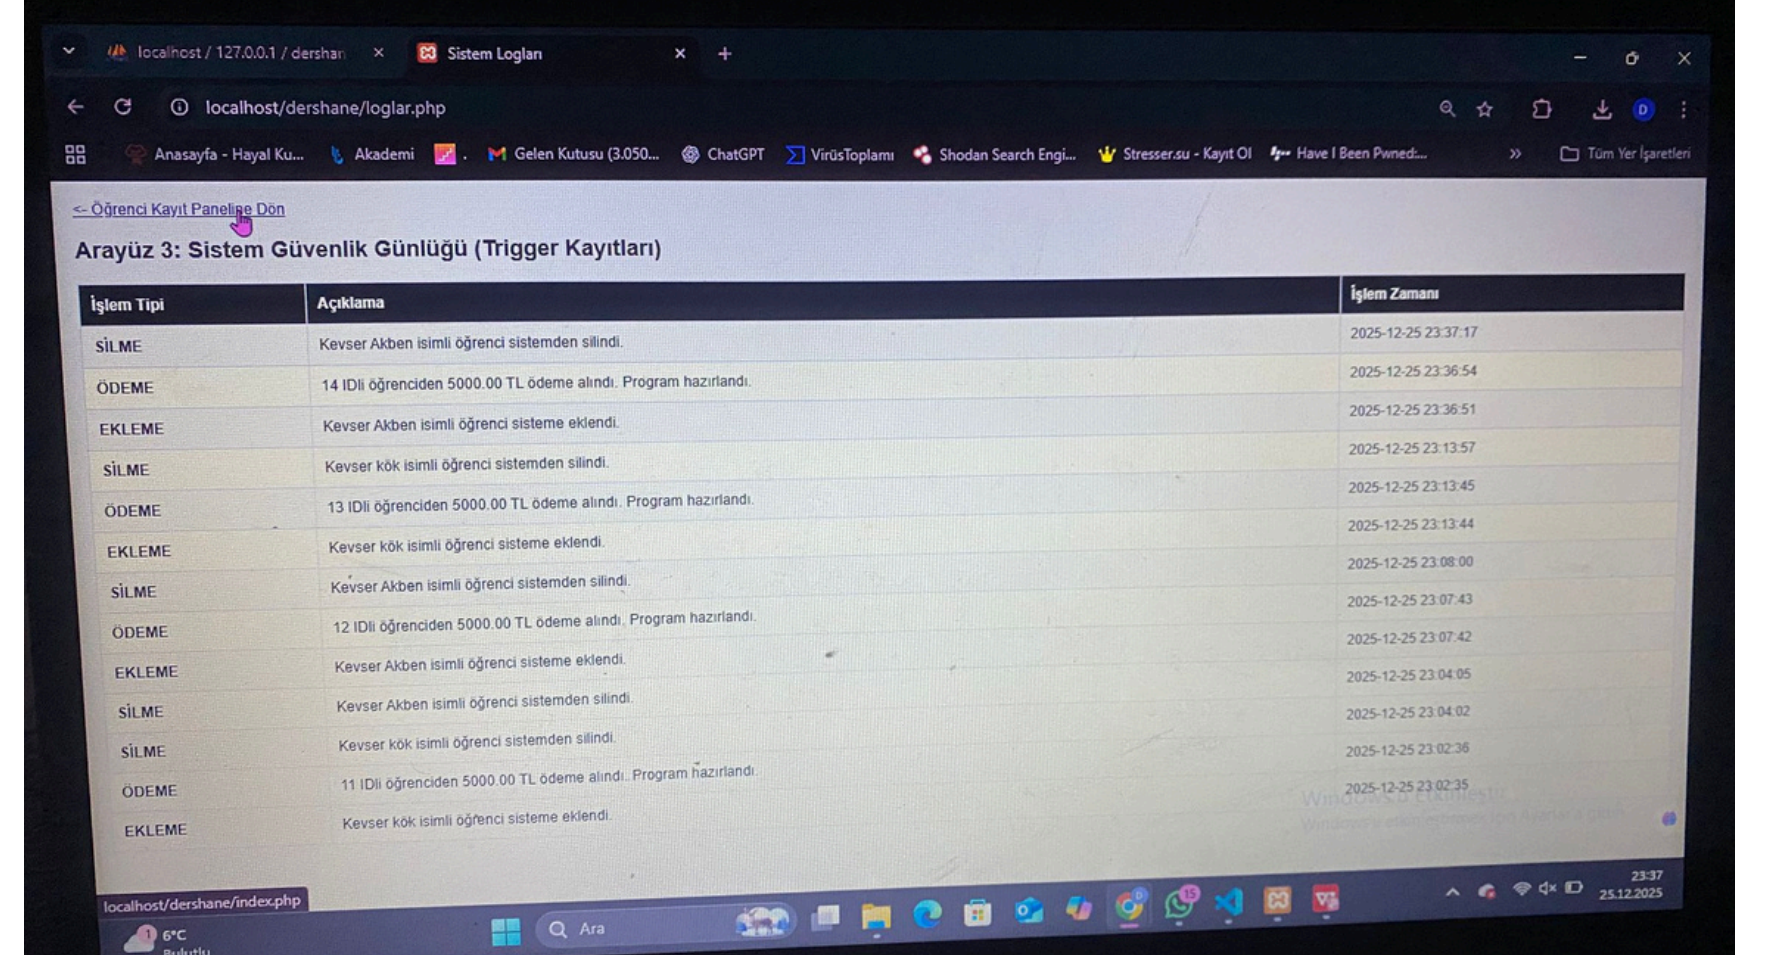 localhost / 127.0.0.1 / dershan
Sistem Logları
localhost/dershane/loglar.php
D
Anasayfa - Hayal Ku... Akademi . Gelen Kutusu (3.050... ChatGPT VirüsToplamı Shodan Search Engi... Stresser.su - Kayıt Ol Have I Been Pwned:... Tüm Yer İşaretleri
<- Öğrenci Kayıt Paneline Dön
Arayüz 3: Sistem Güvenlik Günlüğü (Trigger Kayıtları)
İşlem Tipi Açıklama İşlem Zamanı
SİLME Kevser Akben isimli öğrenci sistemden silindi. 2025-12-25 23:37:17
ÖDEME 14 IDli öğrenciden 5000.00 TL ödeme alındı. Program hazırlandı. 2025-12-25 23:36:54
EKLEME Kevser Akben isimli öğrenci sisteme eklendi. 2025-12-25 23:36:51
SİLME Kevser kök isimli öğrenci sistemden silindi. 2025-12-25 23:13:57
ÖDEME 13 IDli öğrenciden 5000.00 TL ödeme alındı. Program hazırlandı. 2025-12-25 23:13:45
EKLEME Kevser kök isimli öğrenci sisteme eklendi. 2025-12-25 23:13:44
SİLME Kevser Akben isimli öğrenci sistemden silindi. 2025-12-25 23:08:00
ÖDEME 12 IDli öğrenciden 5000.00 TL ödeme alındı. Program hazırlandı. 2025-12-25 23:07:43
EKLEME Kevser Akben isimli öğrenci sisteme eklendi. 2025-12-25 23:07:42
SİLME Kevser Akben isimli öğrenci sistemden silindi. 2025-12-25 23:04:05
SİLME Kevser kök isimli öğrenci sistemden silindi. 2025-12-25 23:04:02
ÖDEME 11 IDli öğrenciden 5000.00 TL ödeme alındı. Program hazırlandı. 2025-12-25 23:02:36
EKLEME Kevser kök isimli öğrenci sisteme eklendi. 2025-12-25 23:02:35
localhost/dershane/index.php
1 6°C
Bulutlu
Ara
15
23:37
25.12.2025